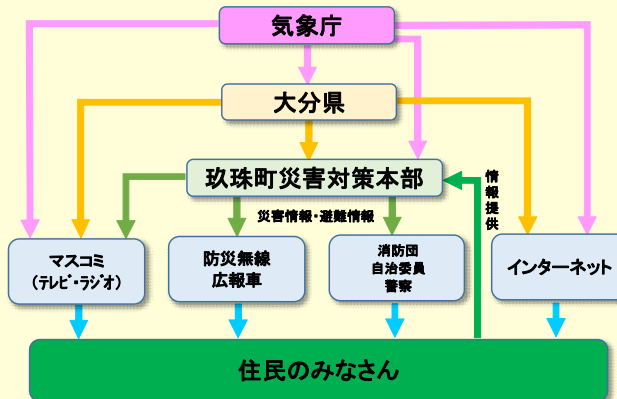 気象庁
大分県
玖珠町災害対策本部
情報提供
災害情報・避難情報
マスコミ
(テレビ・ラジオ)
防災無線
広報車
消防団
自治委員
警察
インターネット
住民のみなさん